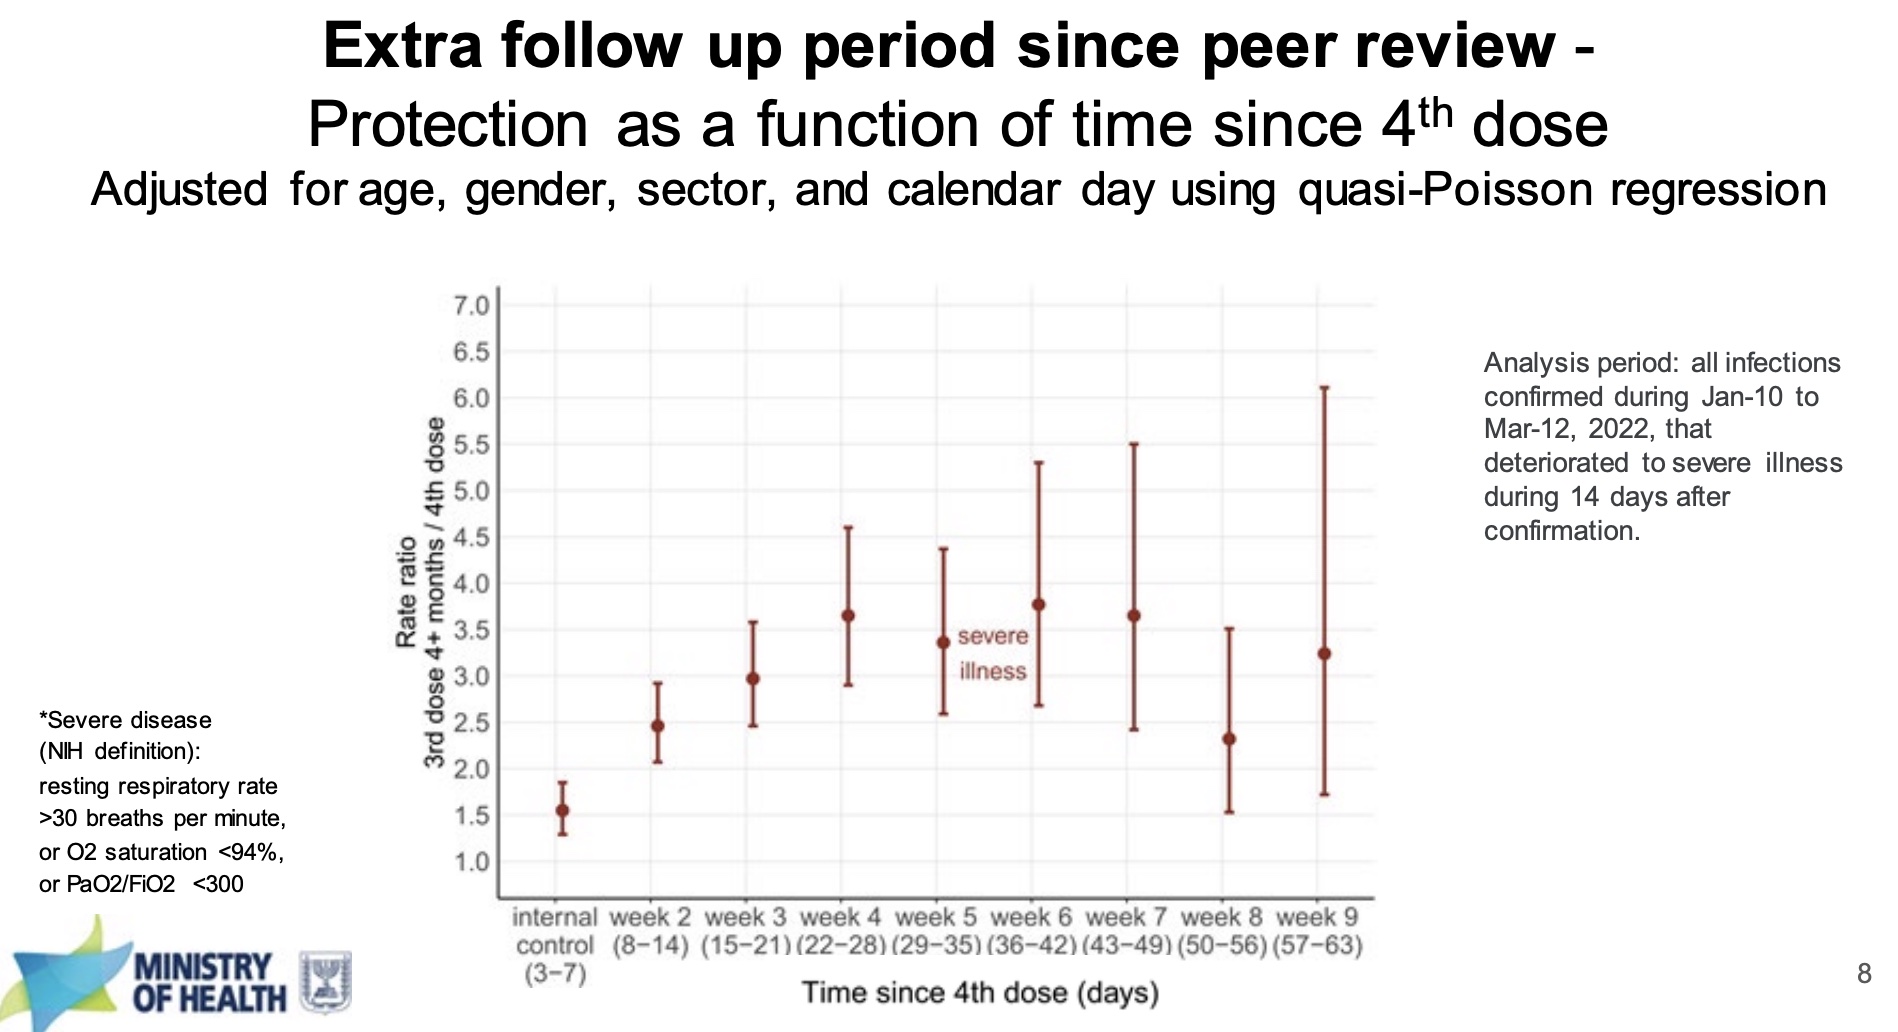 Extra follow up period since peer review -
Protection as a function of time since 4th dose
Adjusted for age, gender, sector, and calendar day using quasi-Poisson regression
Rate ratio
3rd dose 4+ months / 4th dose
7.0
6.5
6.0
5.5
5.0
4.5
4.0
3.5
3.0
2.5
2.0
1.5
1.0
severe
illness
internal control (3−7)
week 2 (8−14)
week 3 (15−21)
week 4 (22−28)
week 5 (29−35)
week 6 (36−42)
week 7 (43−49)
week 8 (50−56)
week 9 (57−63)
Time since 4th dose (days)
Analysis period: all infections
confirmed during Jan-10 to
Mar-12, 2022, that
deteriorated to severe illness
during 14 days after
confirmation.
*Severe disease
(NIH definition):
resting respiratory rate
>30 breaths per minute,
or O2 saturation <94%,
or PaO2/FiO2 <300
MINISTRY
OF HEALTH
8